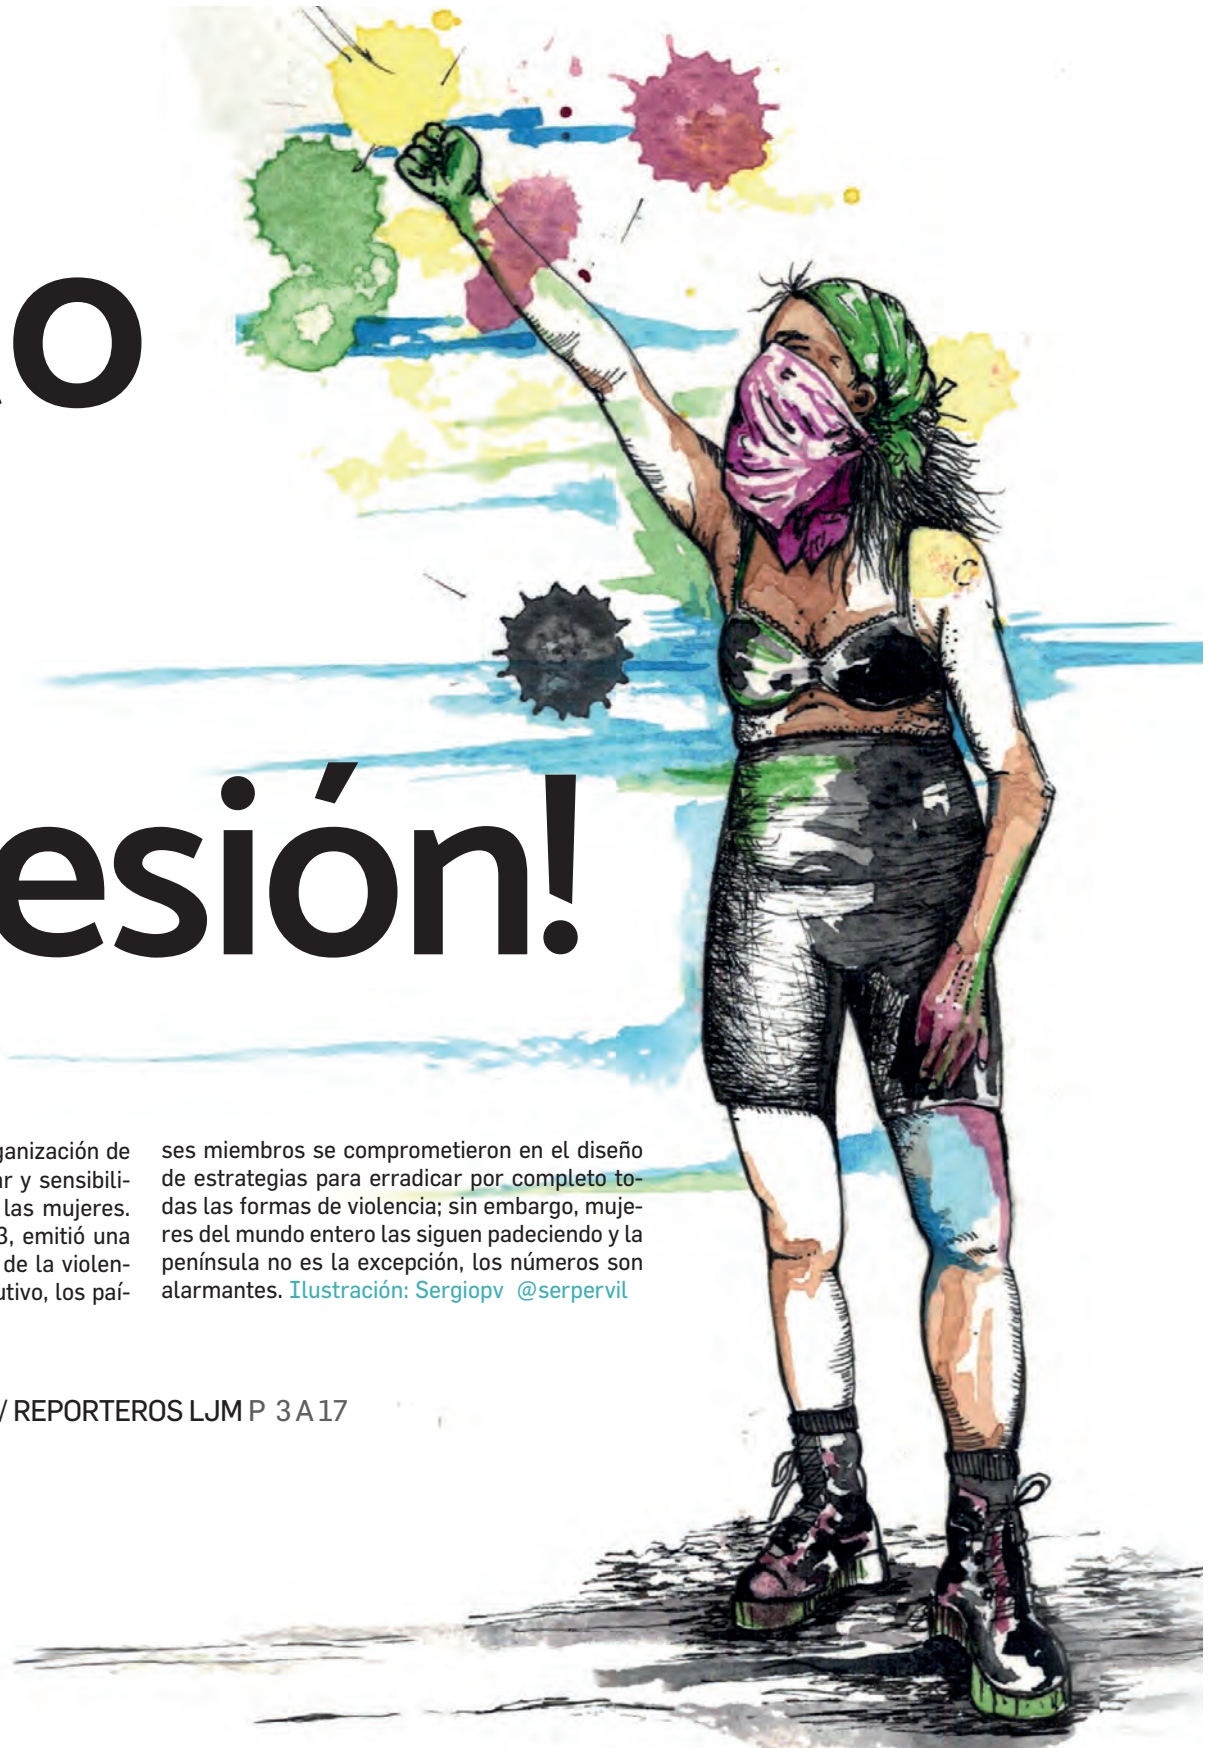 O
esión!
ganización de
ar y sensibili-
las mujeres.
3, emitió una
de la violen-
utivo, los paí-
ses miembros se comprometieron en el diseño
de estrategias para erradicar por completo to-
das las formas de violencia; sin embargo, muje-
res del mundo entero las siguen padeciendo y la
península no es la excepción, los números son
alarmantes. Ilustración: Sergiopv @serpervil
/ REPORTEROS LJM P 3 A 17